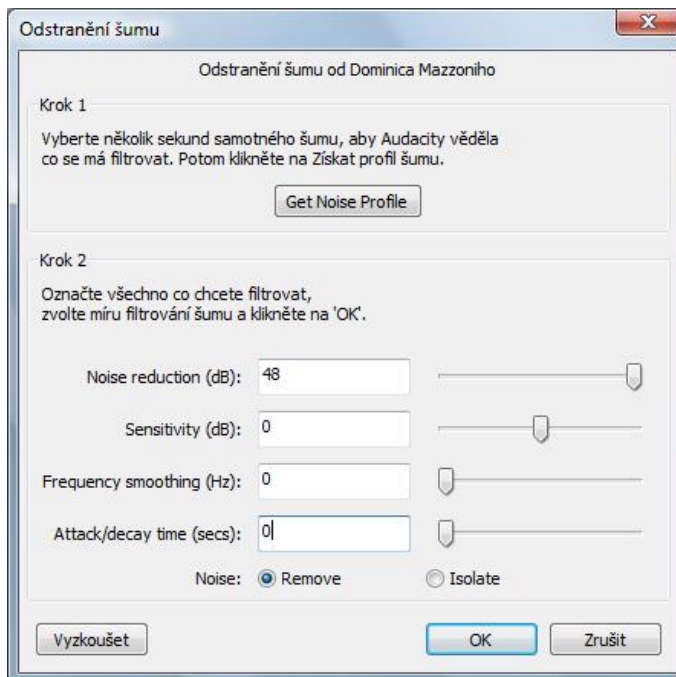 Odstranění šumu
Odstranění šumu od Dominica Mazzoniho
Krok 1
Vyberte několik sekund samotného šumu, aby Audacity věděla
co se má filtrovat. Potom klikněte na Získat profil šumu.
Get Noise Profile
Krok 2
Označte všechno co chcete filtrovat,
zvolte míru filtrování šumu a klikněte na 'OK'.
Noise reduction (dB): 48
Sensitivity (dB): 0
Frequency smoothing (Hz): 0
Attack/decay time (secs): 0
Noise: Remove Isolate
Vyzkoušet OK Zrušit